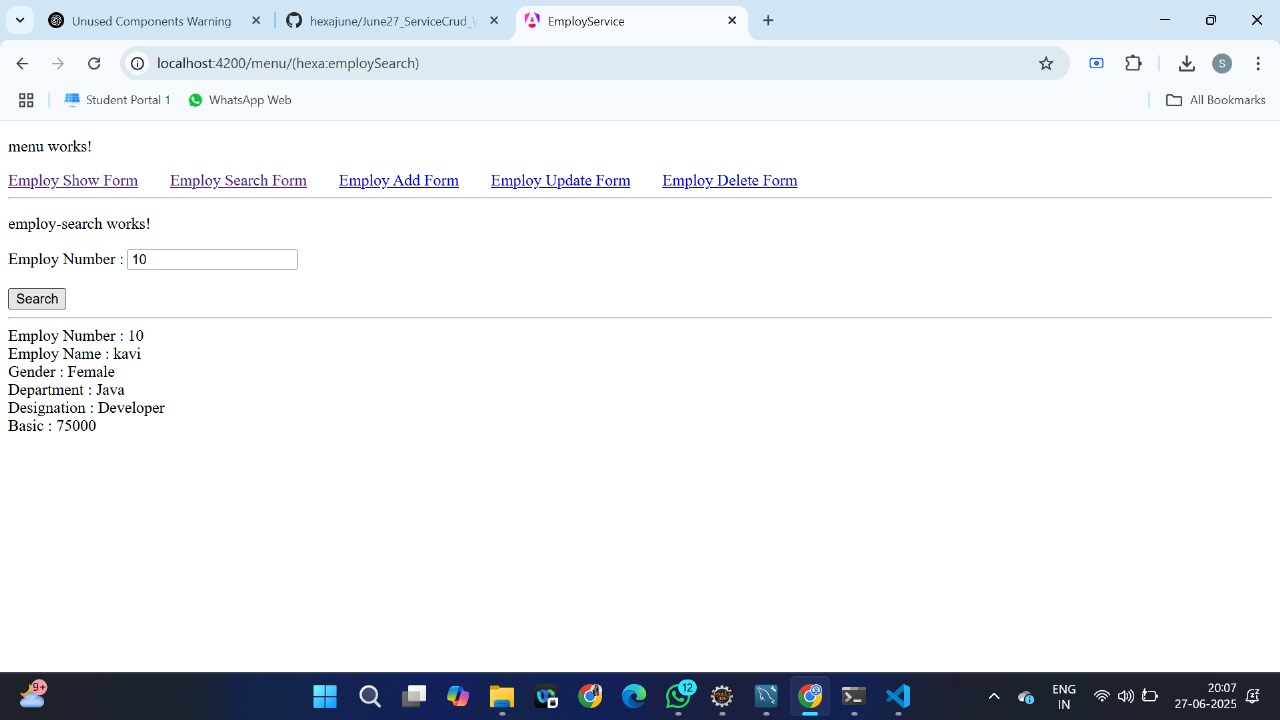 Unused Components Warning
hexajune/June27_ServiceCrud_
EmployService
localhost:4200/menu/(hexa:employSearch)
S
Student Portal 1
WhatsApp Web
All Bookmarks
menu works!
Employ Show Form Employ Search Form Employ Add Form Employ Update Form Employ Delete Form
employ-search works!
Employ Number : 10
Search
Employ Number : 10
Employ Name : kavi
Gender : Female
Department : Java
Designation : Developer
Basic : 75000
9+
12
ENG
IN
20:07
27-06-2025